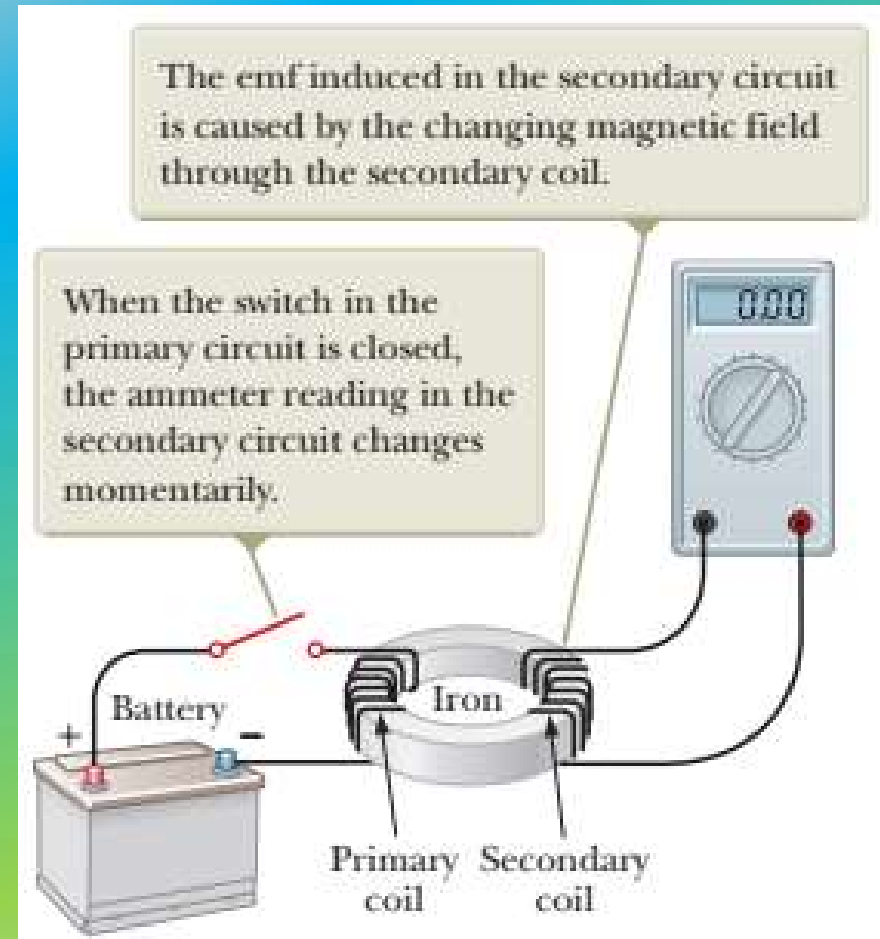 The emf induced in the secondary circuit
is caused by the changing magnetic field
through the secondary coil.
When the switch in the
primary circuit is closed,
the ammeter reading in the
secondary circuit changes
momentarily.
0.00
Battery
+
−
Iron
Primary
coil
Secondary
coil